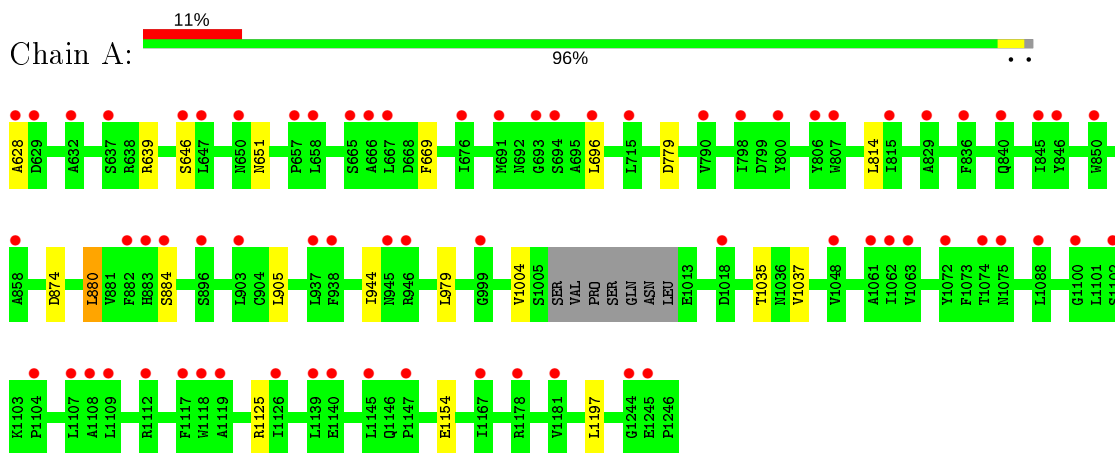 11%
Chain A:
96%
A628 D629 A632 S637 R638 R639 S646 L647 N650 N651 P657 L658 S665 A666 L667 D668 F669 I676 M691 N692 G693 S694 A695 L696 L715 D779 V790 I798 D799 Y800 Y806 W807 L814 I815 A829 F836 Q840 I845 Y846 W850
A858 D874 L880 V881 F882 H883 S884 S896 L903 C904 L905 L937 F938 I944 N945 R946 L979 G999 V1004 S1005 SER VAL PRO SER GLN ASN LEU E1013 D1018 T1035 N1036 V1037 V1048 A1061 I1062 V1063 Y1072 F1073 T1074 N1075 L1088 G1100 L1101
K1103 P1104 L1107 A1108 L1109 R1112 F1117 W1118 A1119 R1125 I1126 L1139 E1140 L1145 Q1146 P1147 E1154 I1167 R1178 V1181 L1197 G1244 E1245 P1246